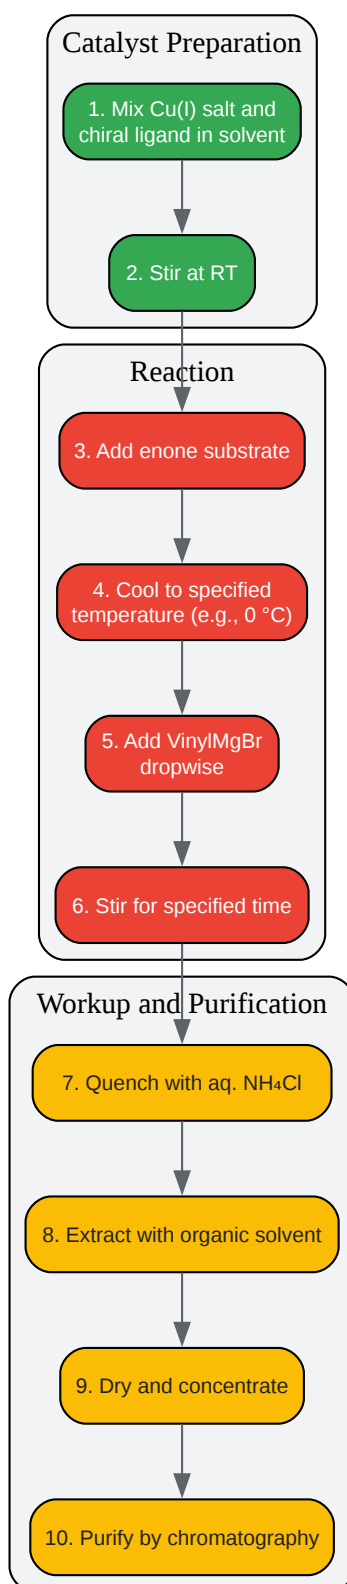 Catalyst Preparation
1. Mix Cu(I) salt and
chiral ligand in solvent
2. Stir at RT
Reaction
3. Add enone substrate
4. Cool to specified
temperature (e.g., 0 °C)
5. Add VinylMgBr
dropwise
6. Stir for specified time
Workup and Purification
7. Quench with aq. NH₄Cl
8. Extract with organic solvent
9. Dry and concentrate
10. Purify by chromatography